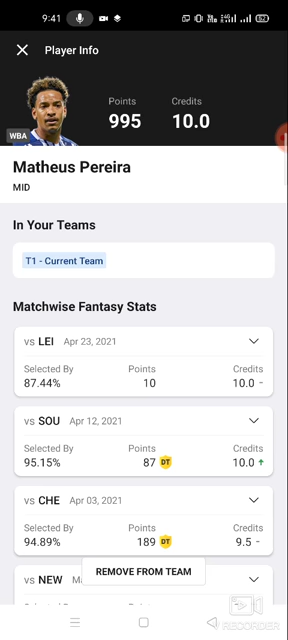 9:41
Player Info
Points Credits
995 10.0
WBA
Matheus Pereira
MID
In Your Teams
T1 - Current Team
Matchwise Fantasy Stats
vs LEI Apr 23, 2021
Selected By Points Credits
87.44% 10 10.0 -
vs SOU Apr 12, 2021
Selected By Points Credits
95.15% 87 DT 10.0
vs CHE Apr 03, 2021
Selected By Points Credits
94.89% 189 DT 9.5 -
vs NEW
REMOVE FROM TEAM
RECORDER